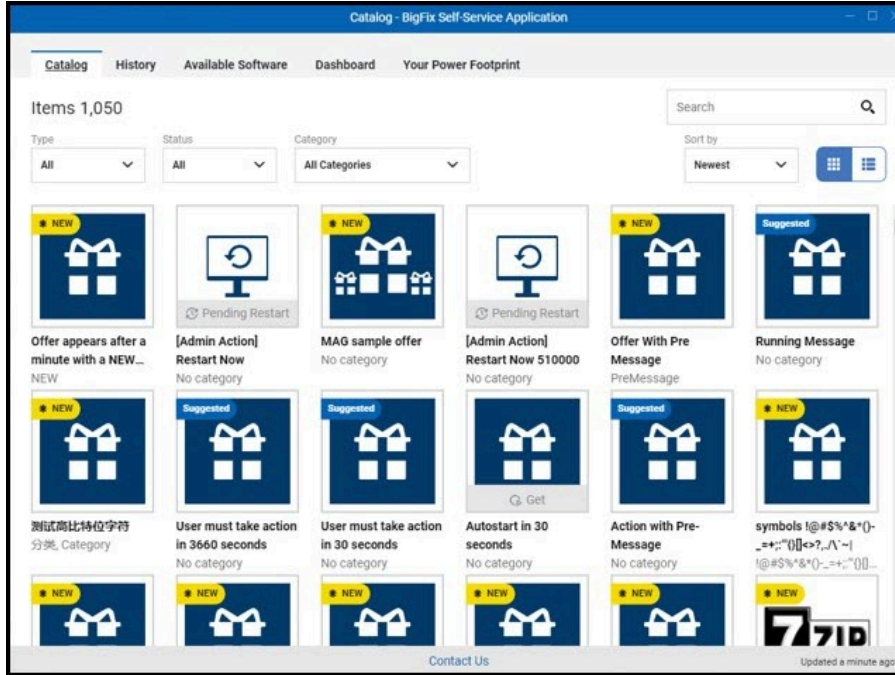 Catalog - BigFix Self-Service Application
Catalog History Available Software Dashboard Your Power Footprint
Items 1,050
Search
Type
Status
Category
Sort by
All
All
All Categories
Newest
NEW
Pending Restart
NEW
Pending Restart
NEW
Suggested
Offer appears after a
minute with a NEW...
NEW
[Admin Action]
Restart Now
No category
MAG sample offer
No category
[Admin Action]
Restart Now 510000
No category
Offer With Pre
Message
PreMessage
Running Message
No category
NEW
Suggested
Suggested
Get
Suggested
NEW
测试高比特位字符
分类, Category
User must take action
in 3660 seconds
No category
User must take action
in 30 seconds
No category
Autostart in 30
seconds
No category
Action with Pre-
Message
No category
symbols !@#$%^&*()-
_=+;:'"{}[]<>?,./\`~|
!@#$%^&*()-_=+;:'"{}[]...
NEW
NEW
NEW
NEW
NEW
NEW
7 ZIP
Contact Us
Updated a minute ago